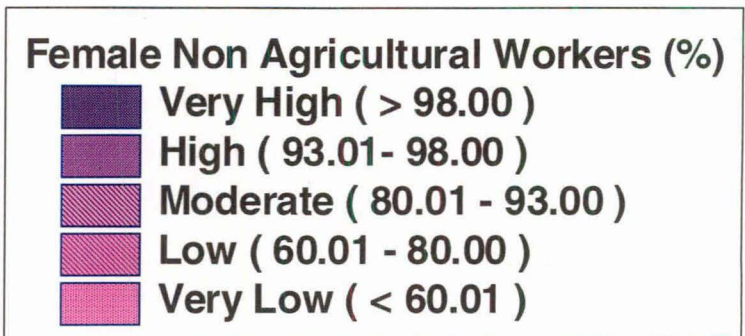 Female Non Agricultural Workers (%)
Very High ( > 98.00 )
High ( 93.01- 98.00 )
Moderate ( 80.01 - 93.00 )
Low ( 60.01 - 80.00 )
Very Low ( < 60.01 )